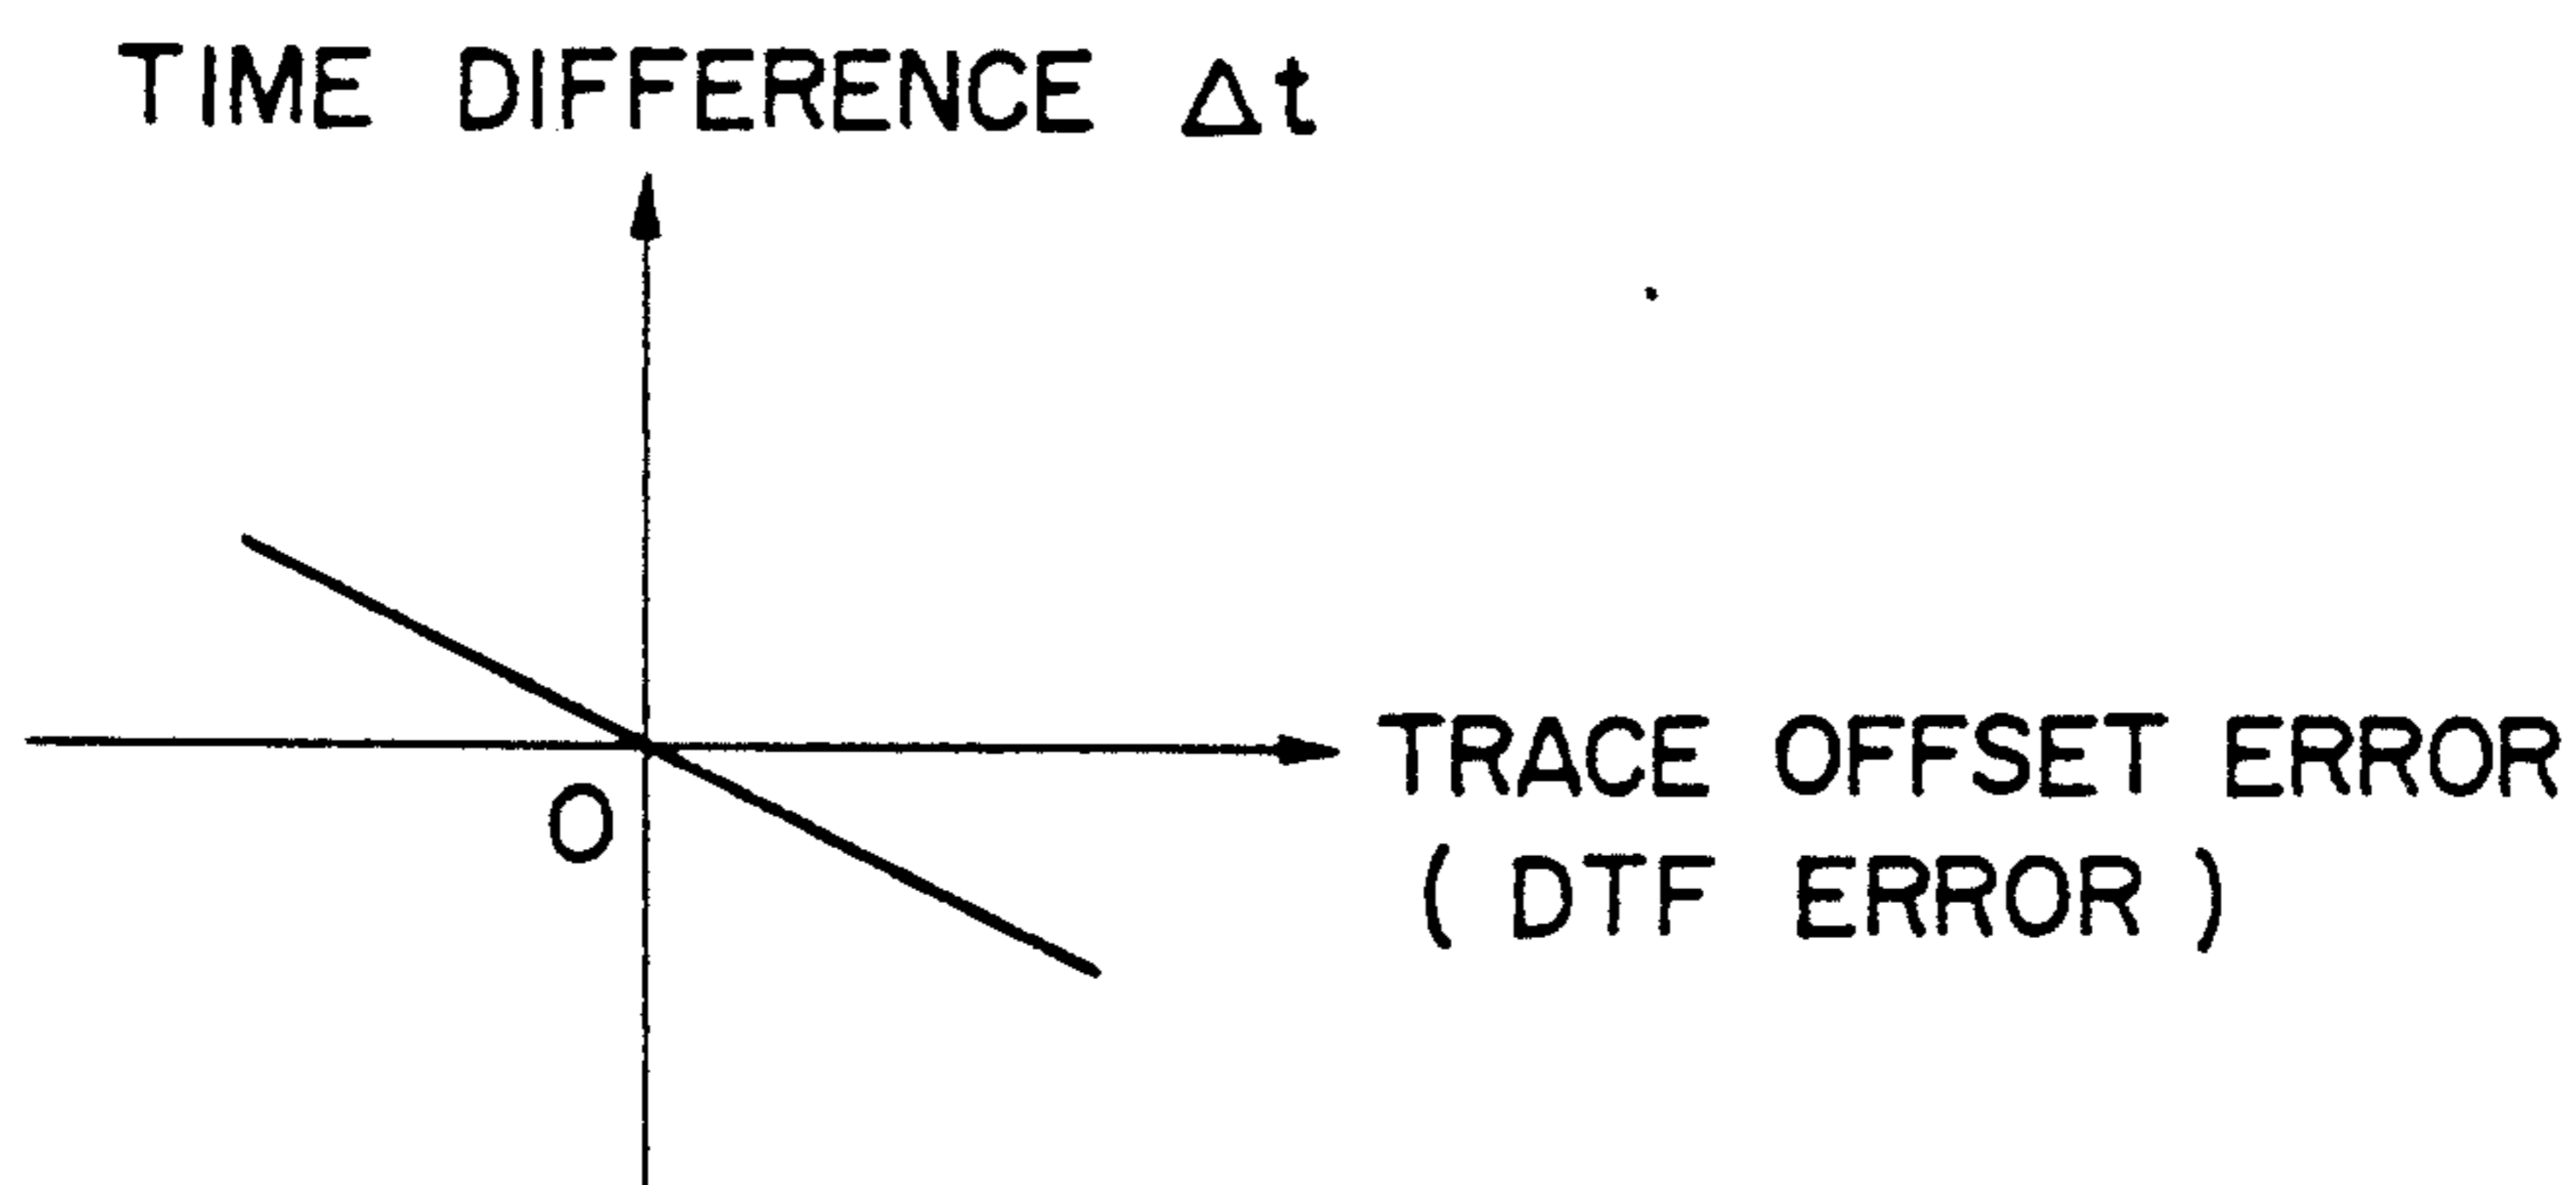 TIME DIFFERENCE Δt
TRACE OFFSET ERROR
O
( DTF ERROR )